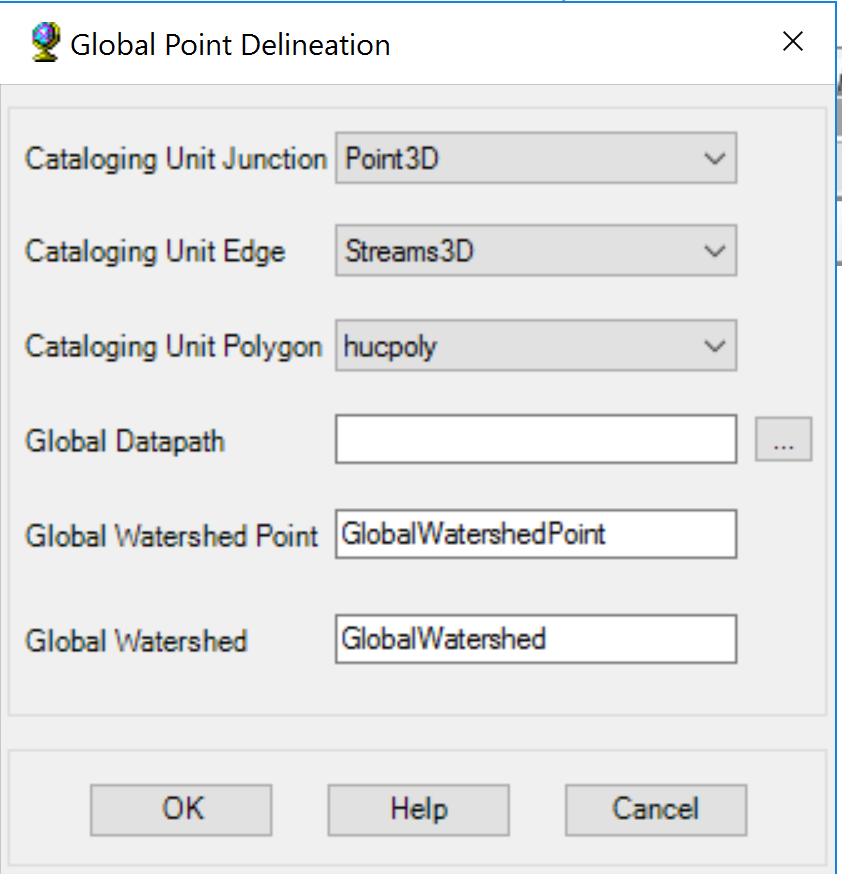 Global Point Delineation
Cataloging Unit Junction Point3D
Cataloging Unit Edge Streams3D
Cataloging Unit Polygon hucpoly
Global Datapath ...
Global Watershed Point GlobalWatershedPoint
Global Watershed GlobalWatershed
OK Help Cancel